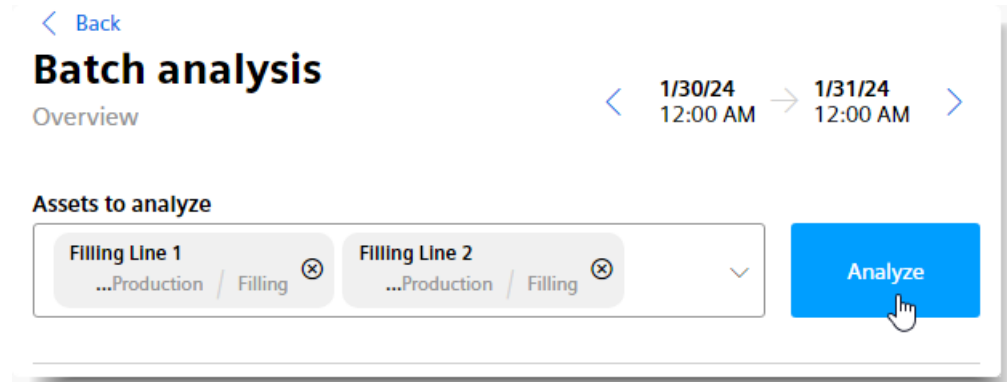 Back
Batch analysis
Overview
1/30/24
12:00 AM
1/31/24
12:00 AM
Assets to analyze
Filling Line 1
...Production / Filling
Filling Line 2
...Production / Filling
Analyze